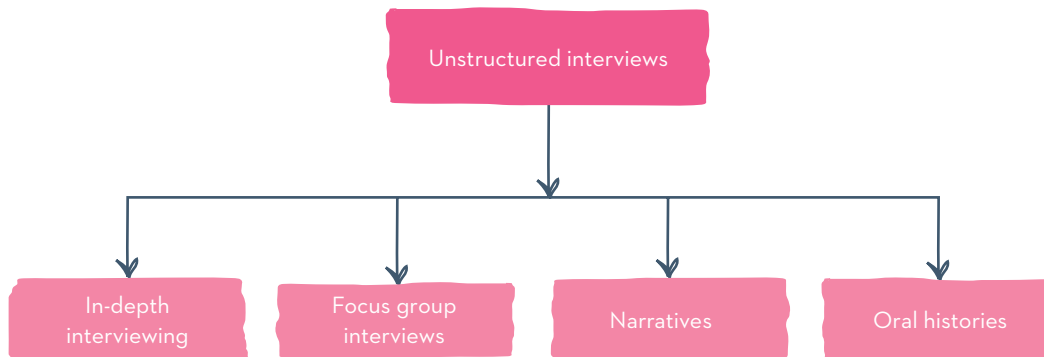 Unstructured interviews
In-depth
interviewing
Focus group
interviews
Narratives
Oral histories